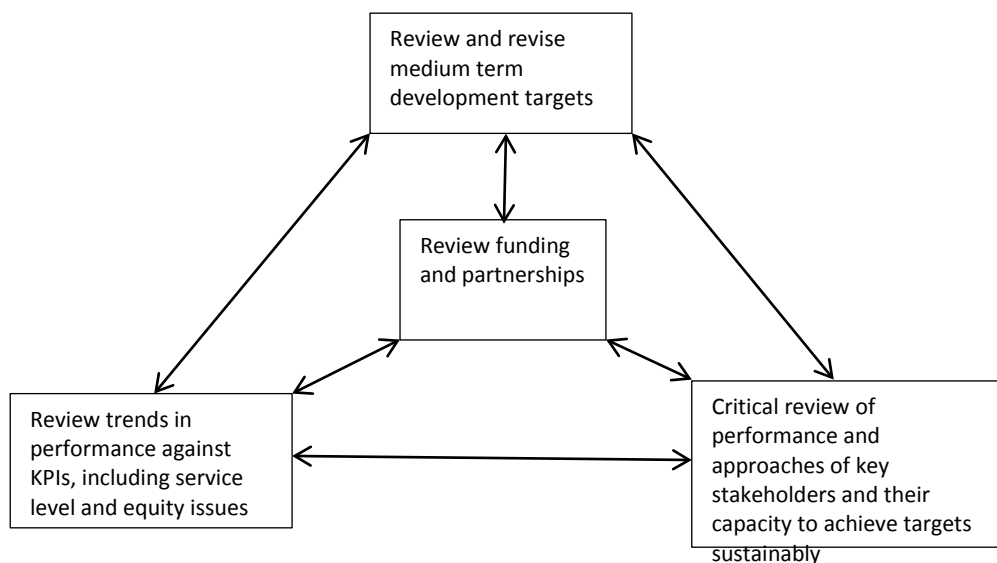 Review and revise
medium term
development targets
Review funding
and partnerships
Review trends in
performance against
KPIs, including service
level and equity issues
Critical review of
performance and
approaches of key
stakeholders and their
capacity to achieve targets
sustainably